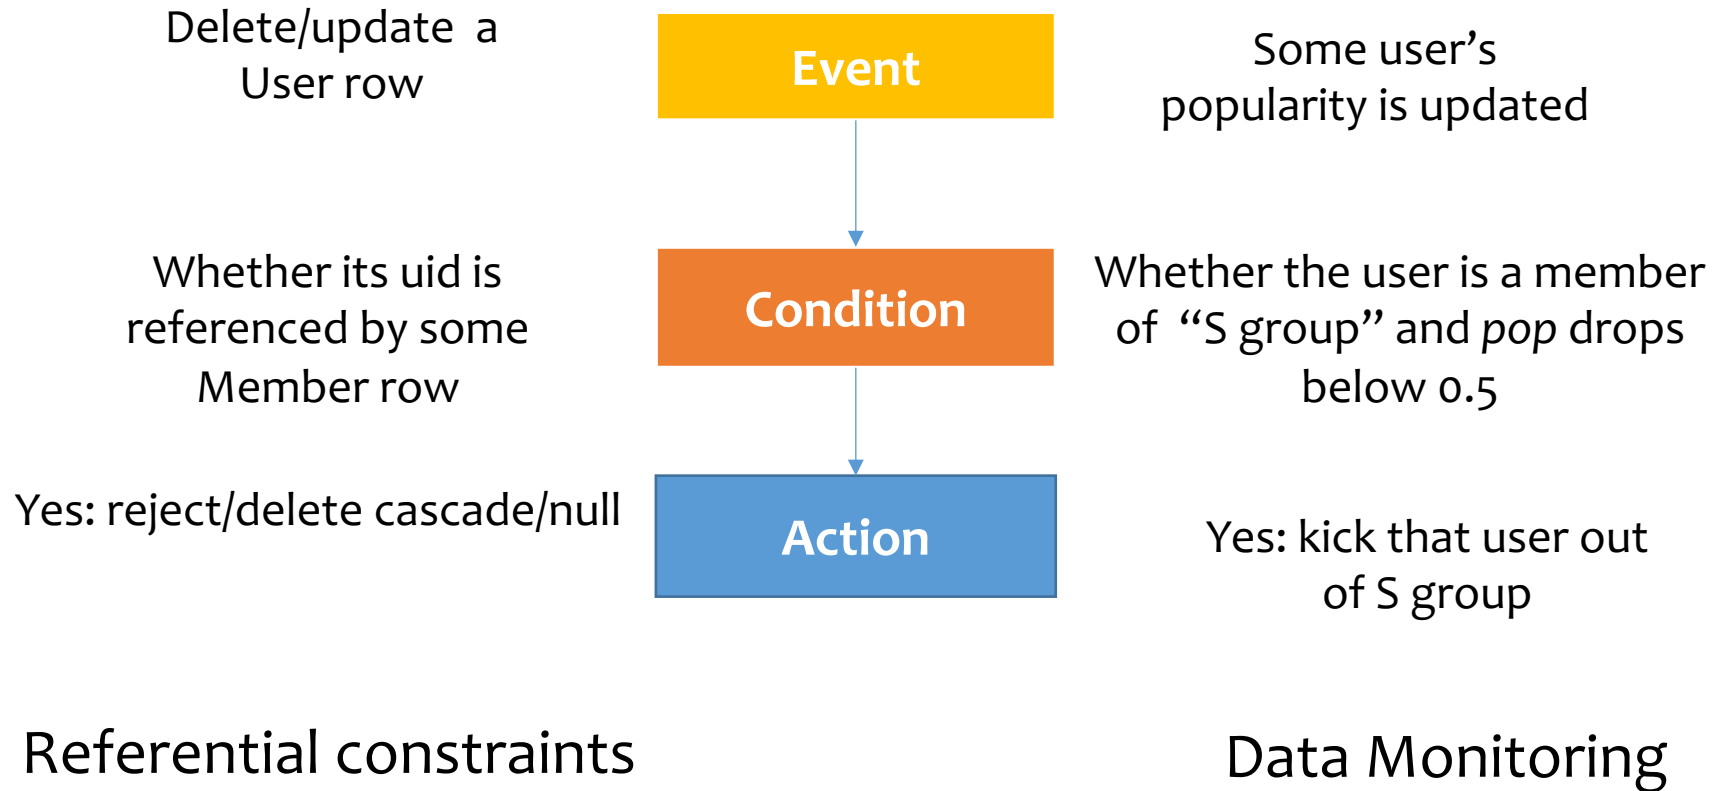 Delete/update a
User row
Event
Some user’s
popularity is updated
Whether its uid is
referenced by some
Member row
Condition
Whether the user is a member
of “S group” and pop drops
below 0.5
Yes: reject/delete cascade/null
Action
Yes: kick that user out
of S group
Referential constraints
Data Monitoring